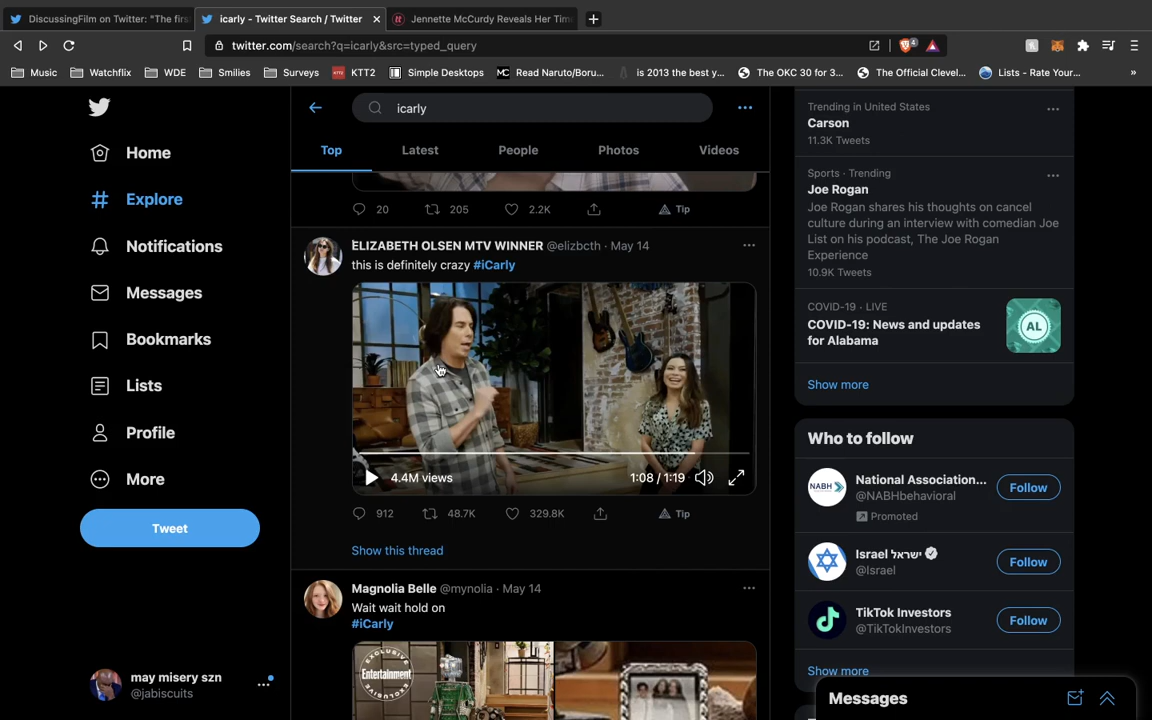 DiscussingFilm on Twitter: "The firs
icarly - Twitter Search / Twitter
Jennette McCurdy Reveals Her Time
twitter.com/search?q=icarly&src=typed_query
4
Music
Watchflix
WDE
Smilies
Surveys
KTT2
Simple Desktops
Read Naruto/Boru...
is 2013 the best y...
The OKC 30 for 3...
The Official Clevel...
Lists - Rate Your...
»
icarly
Top
Latest
People
Photos
Videos
Home
Explore
Notifications
Messages
Bookmarks
Lists
Profile
More
Tweet
may misery szn
@jabiscuits
20
205
2.2K
Tip
ELIZABETH OLSEN MTV WINNER @elizbcth · May 14
this is definitely crazy #iCarly
4.4M views
1:08 / 1:19
912
48.7K
329.8K
Tip
Show this thread
Magnolia Belle @mynolia · May 14
Wait wait hold on
#iCarly
EXCLUSIVE
Entertainment
Trending in United States
Carson
11.3K Tweets
Sports · Trending
Joe Rogan
Joe Rogan shares his thoughts on cancel
culture during an interview with comedian Joe
List on his podcast, The Joe Rogan
Experience
10.9K Tweets
COVID-19 · LIVE
COVID-19: News and updates
for Alabama
AL
Show more
Who to follow
NABH
National Association...
@NABHbehavioral
Promoted
Follow
Israel ישראל
@Israel
Follow
TikTok Investors
@TikTokInvestors
Follow
Show more
Messages